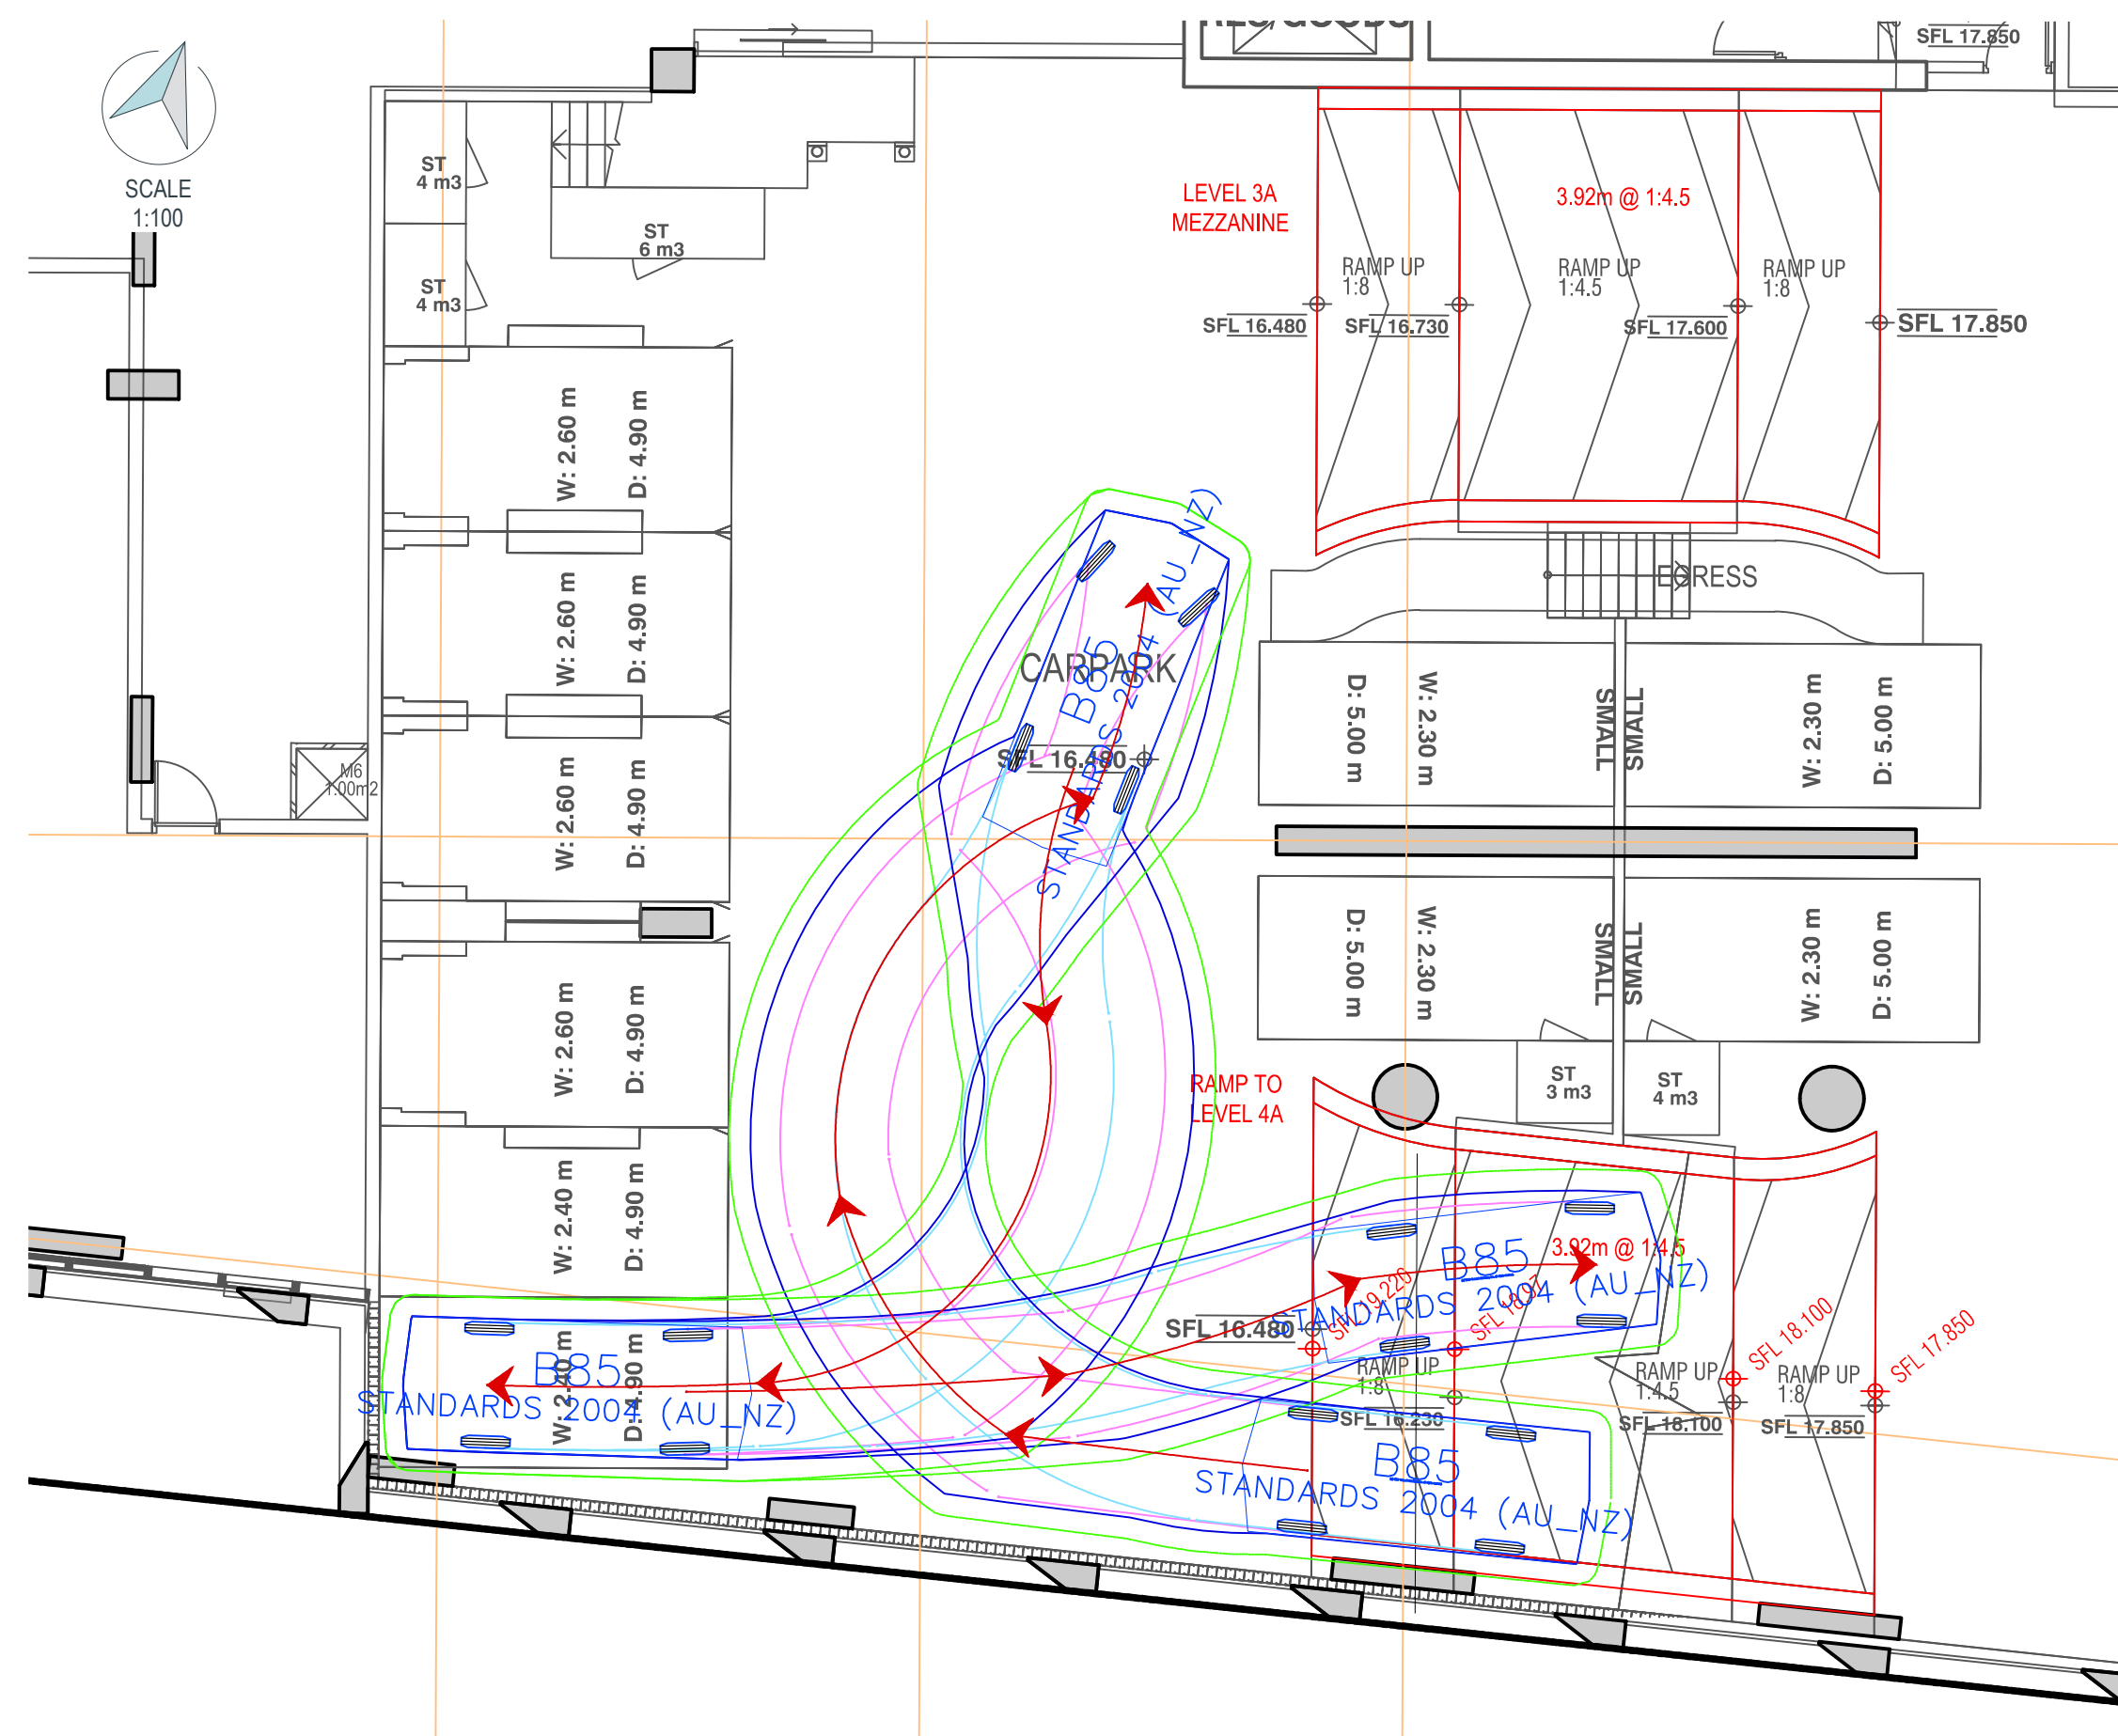 SFL 17.850
SCALE
1:100
ST
4 m3
ST
6 m3
ST
4 m3
LEVEL 3A
MEZZANINE
3.92m @ 1:4.5
RAMP UP
1:8
RAMP UP
1:4.5
RAMP UP
1:8
SFL 16.480
SFL 16.730
SFL 17.600
SFL 17.850
W: 2.60 m
D: 4.90 m
W: 2.60 m
D: 4.90 m
W: 2.60 m
D: 4.90 m
W: 2.60 m
D: 4.90 m
W: 2.40 m
D: 4.90 m
W: 2.40 m
D: 4.90 m
M6
1.00m2
CARPARK
SFL 16.480
B85
STANDARDS 2004 (AU_NZ)
EGRESS
D: 5.00 m
W: 2.30 m
SMALL
SMALL
W: 2.30 m
D: 5.00 m
D: 5.00 m
W: 2.30 m
SMALL
SMALL
W: 2.30 m
D: 5.00 m
ST
3 m3
ST
4 m3
RAMP TO
LEVEL 4A
3.92m @ 1:4.5
B85
STANDARDS 2004 (AU_NZ)
SFL 16.480
SFL 19.220
SFL 18.100
SFL 17.850
RAMP UP
1:8
RAMP UP
1:4.5
RAMP UP
1:8
SFL 16.230
SFL 18.100
SFL 17.850
B85
STANDARDS 2004 (AU_NZ)
B85
STANDARDS 2004 (AU_NZ)